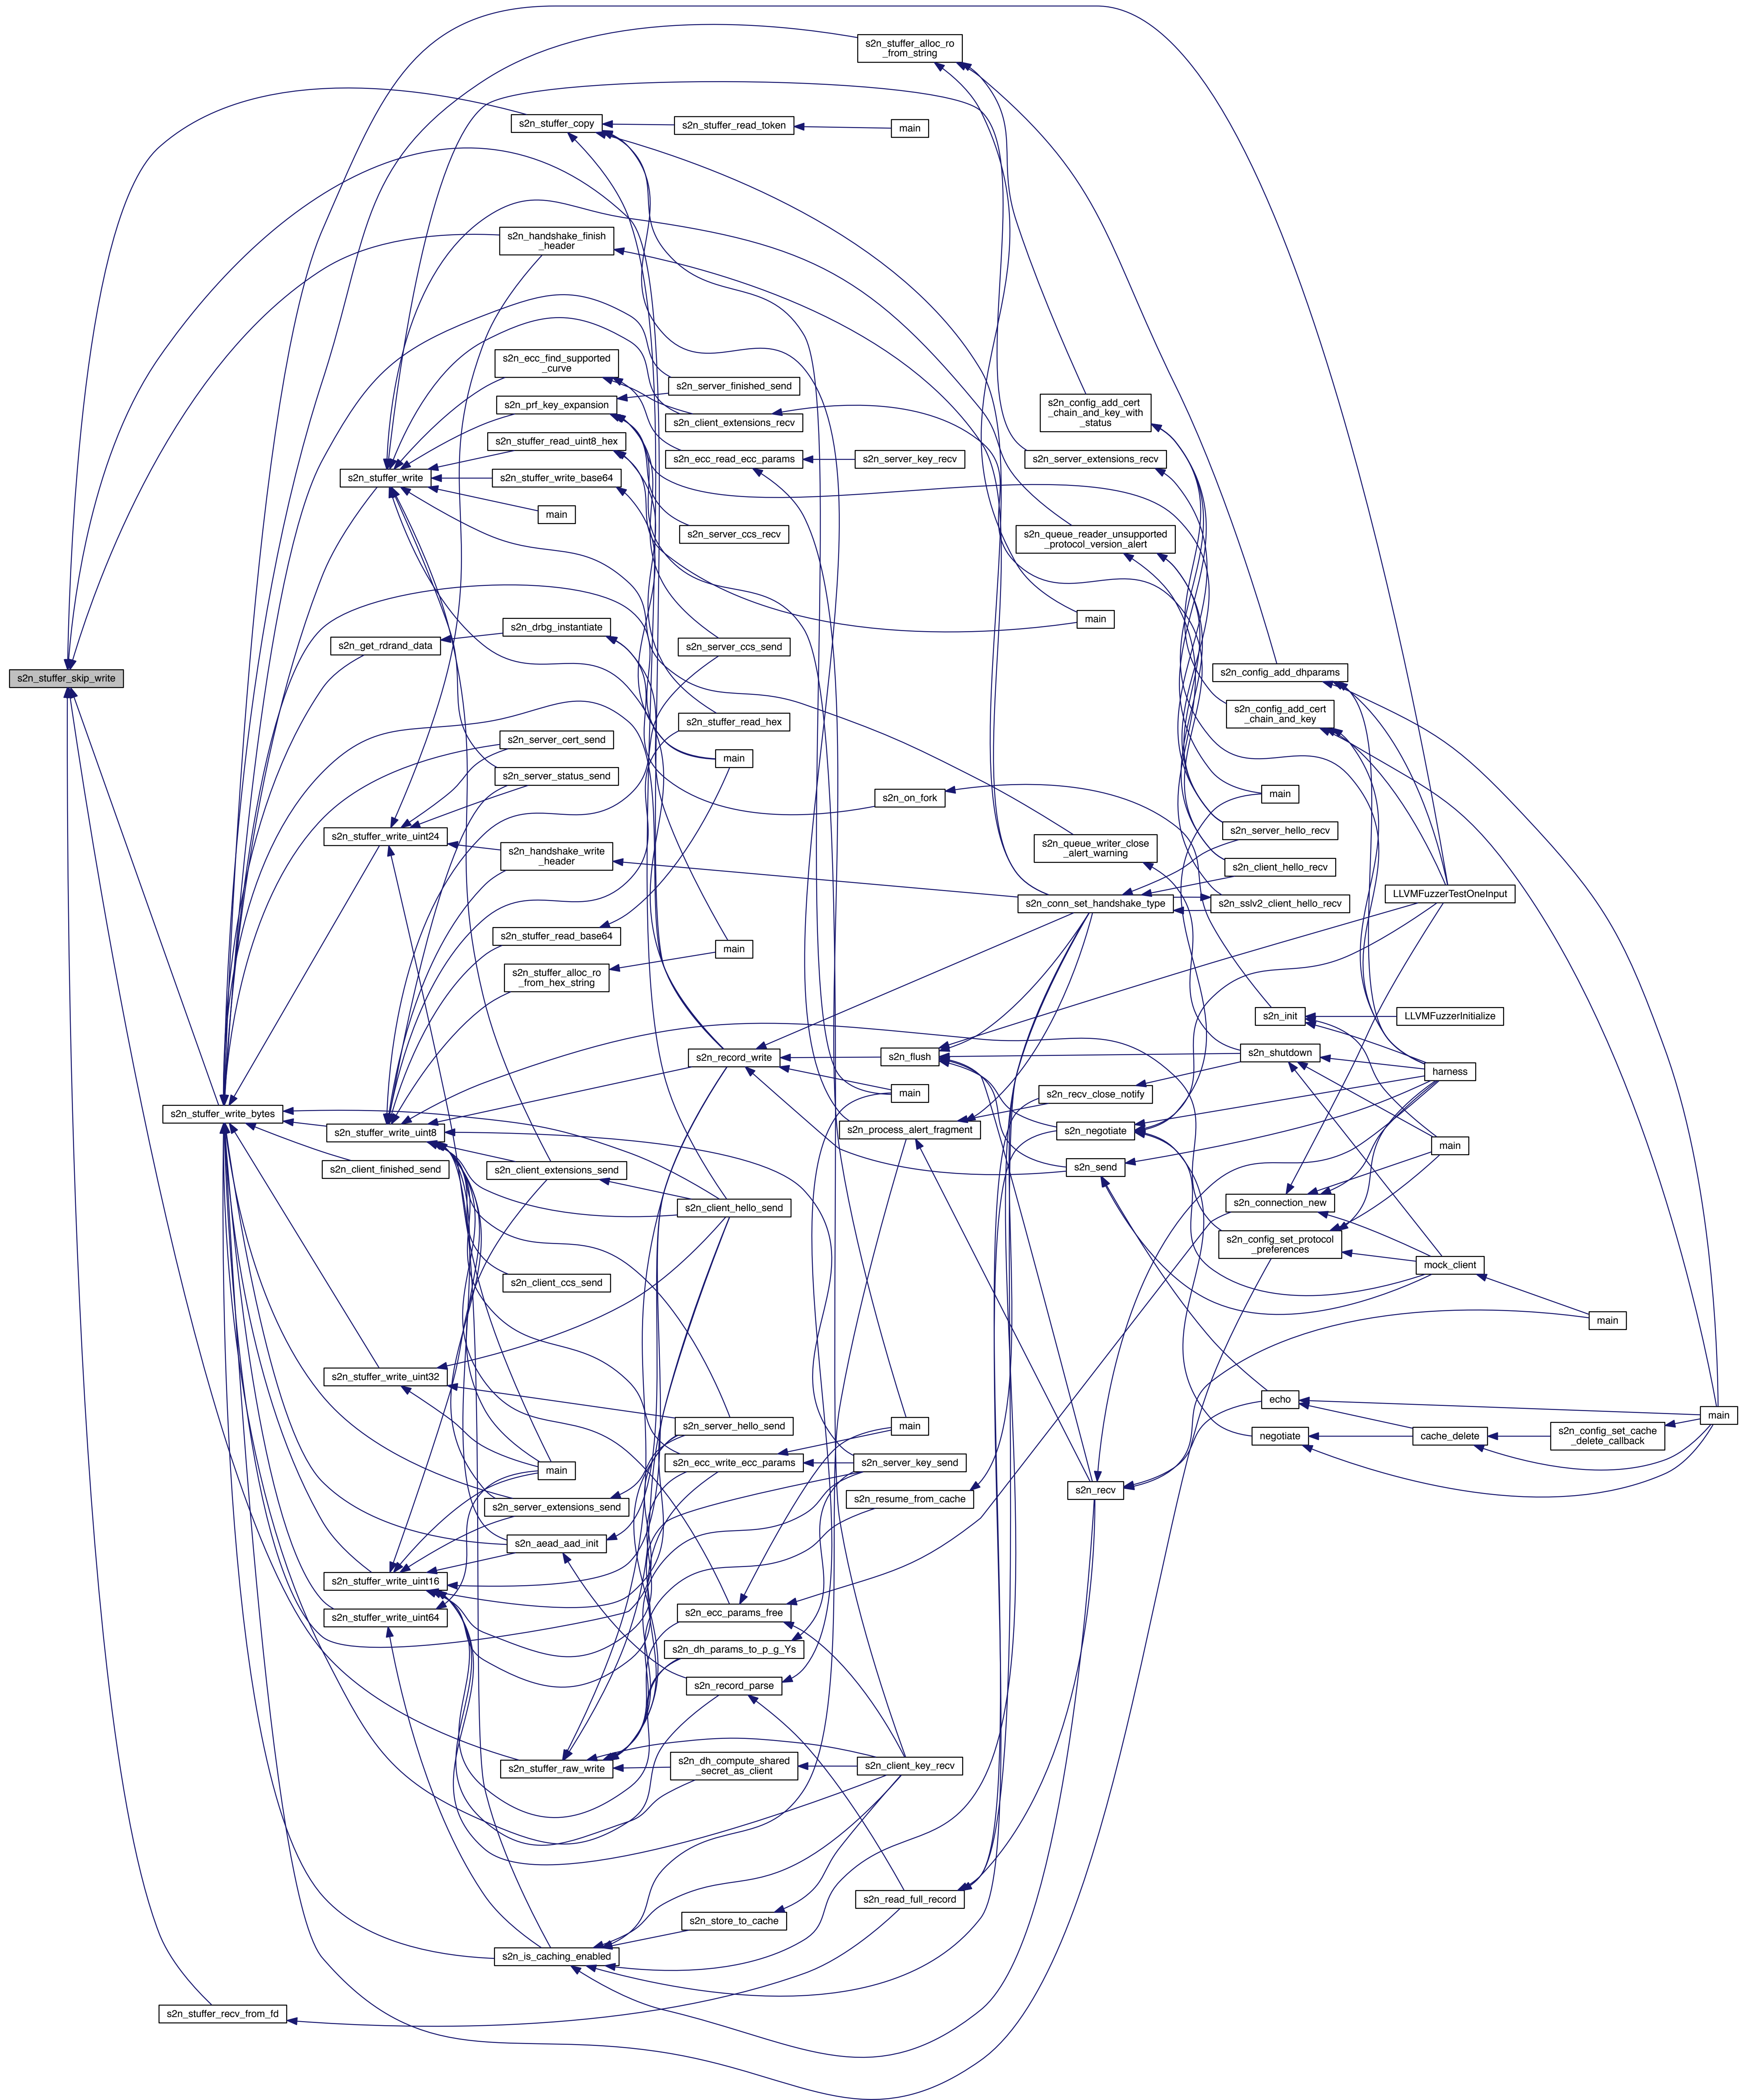 s2n_stuffer_alloc_ro
_from_string
s2n_stuffer_copy
s2n_stuffer_read_token
main
s2n_handshake_finish
_header
s2n_ecc_find_supported
_curve
s2n_server_finished_send
s2n_prf_key_expansion
s2n_client_extensions_recv
s2n_config_add_cert
_chain_and_key_with
_status
s2n_stuffer_read_uint8_hex
s2n_ecc_read_ecc_params
s2n_server_key_recv
s2n_server_extensions_recv
s2n_stuffer_write
s2n_stuffer_write_base64
main
s2n_server_ccs_recv
s2n_queue_reader_unsupported
_protocol_version_alert
main
s2n_drbg_instantiate
s2n_get_rdrand_data
s2n_server_ccs_send
s2n_stuffer_skip_write
s2n_config_add_dhparams
s2n_config_add_cert
_chain_and_key
s2n_stuffer_read_hex
s2n_server_cert_send
main
s2n_server_status_send
s2n_on_fork
main
s2n_stuffer_write_uint24
s2n_server_hello_recv
s2n_handshake_write
_header
s2n_queue_writer_close
_alert_warning
s2n_client_hello_recv
LLVMFuzzerTestOneInput
s2n_conn_set_handshake_type
s2n_sslv2_client_hello_recv
s2n_stuffer_read_base64
main
s2n_stuffer_alloc_ro
_from_hex_string
s2n_init
LLVMFuzzerInitialize
s2n_record_write
s2n_flush
s2n_shutdown
harness
main
s2n_recv_close_notify
s2n_stuffer_write_bytes
s2n_stuffer_write_uint8
s2n_process_alert_fragment
s2n_negotiate
main
s2n_client_finished_send
s2n_client_extensions_send
s2n_send
s2n_client_hello_send
s2n_connection_new
s2n_config_set_protocol
_preferences
mock_client
s2n_client_ccs_send
main
s2n_stuffer_write_uint32
echo
main
s2n_server_hello_send
main
negotiate
cache_delete
s2n_config_set_cache
_delete_callback
s2n_ecc_write_ecc_params
s2n_server_key_send
main
s2n_recv
s2n_resume_from_cache
s2n_server_extensions_send
s2n_aead_aad_init
s2n_stuffer_write_uint16
s2n_stuffer_write_uint64
s2n_ecc_params_free
s2n_dh_params_to_p_g_Ys
s2n_record_parse
s2n_stuffer_raw_write
s2n_dh_compute_shared
_secret_as_client
s2n_client_key_recv
s2n_read_full_record
s2n_store_to_cache
s2n_is_caching_enabled
s2n_stuffer_recv_from_fd